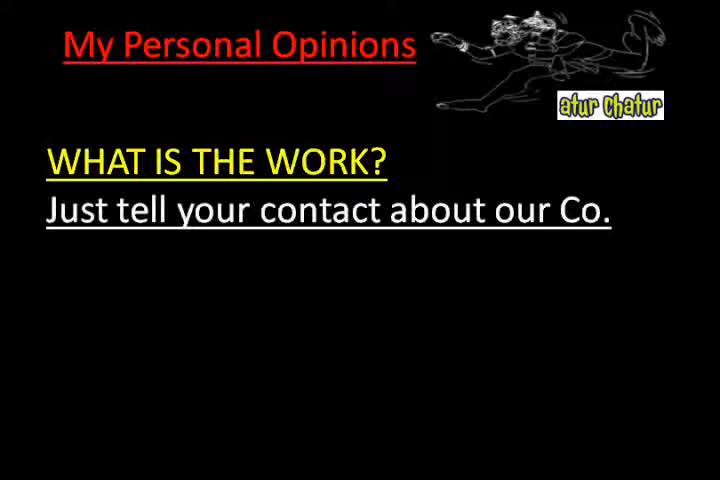 My Personal Opinions
atur chatur
WHAT IS THE WORK?
Just tell your contact about our Co.